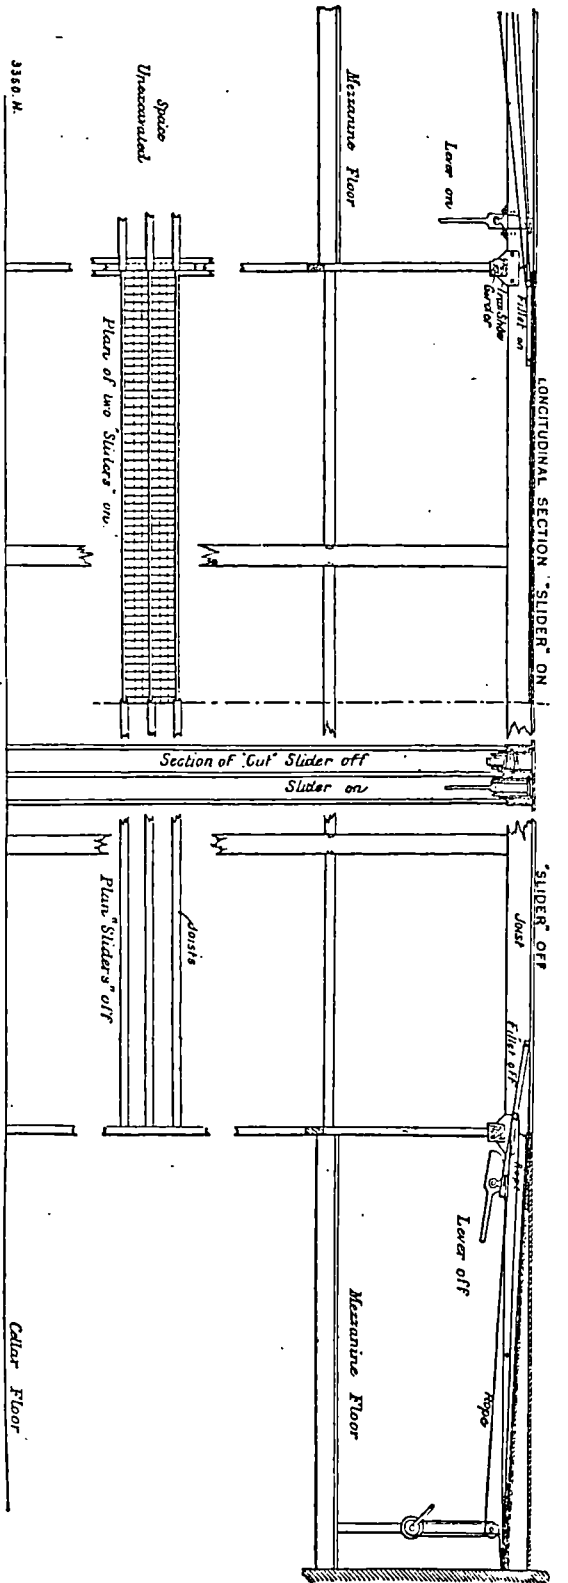 LONGITUDINAL SECTION "SLIDER" ON
"SLIDER" OFF
Lever on
Fillet on
Iron Shoe
Girder
Joist
Fillet off
Rope
Lever off
Rope
Mezzanine Floor
Mezzanine Floor
Section of "Cut" Slider off
Slider on
Space
Unexcavated
Plan of two "Sliders" on.
Joists
Plan "Sliders" off
3360.H.
Cellar Floor